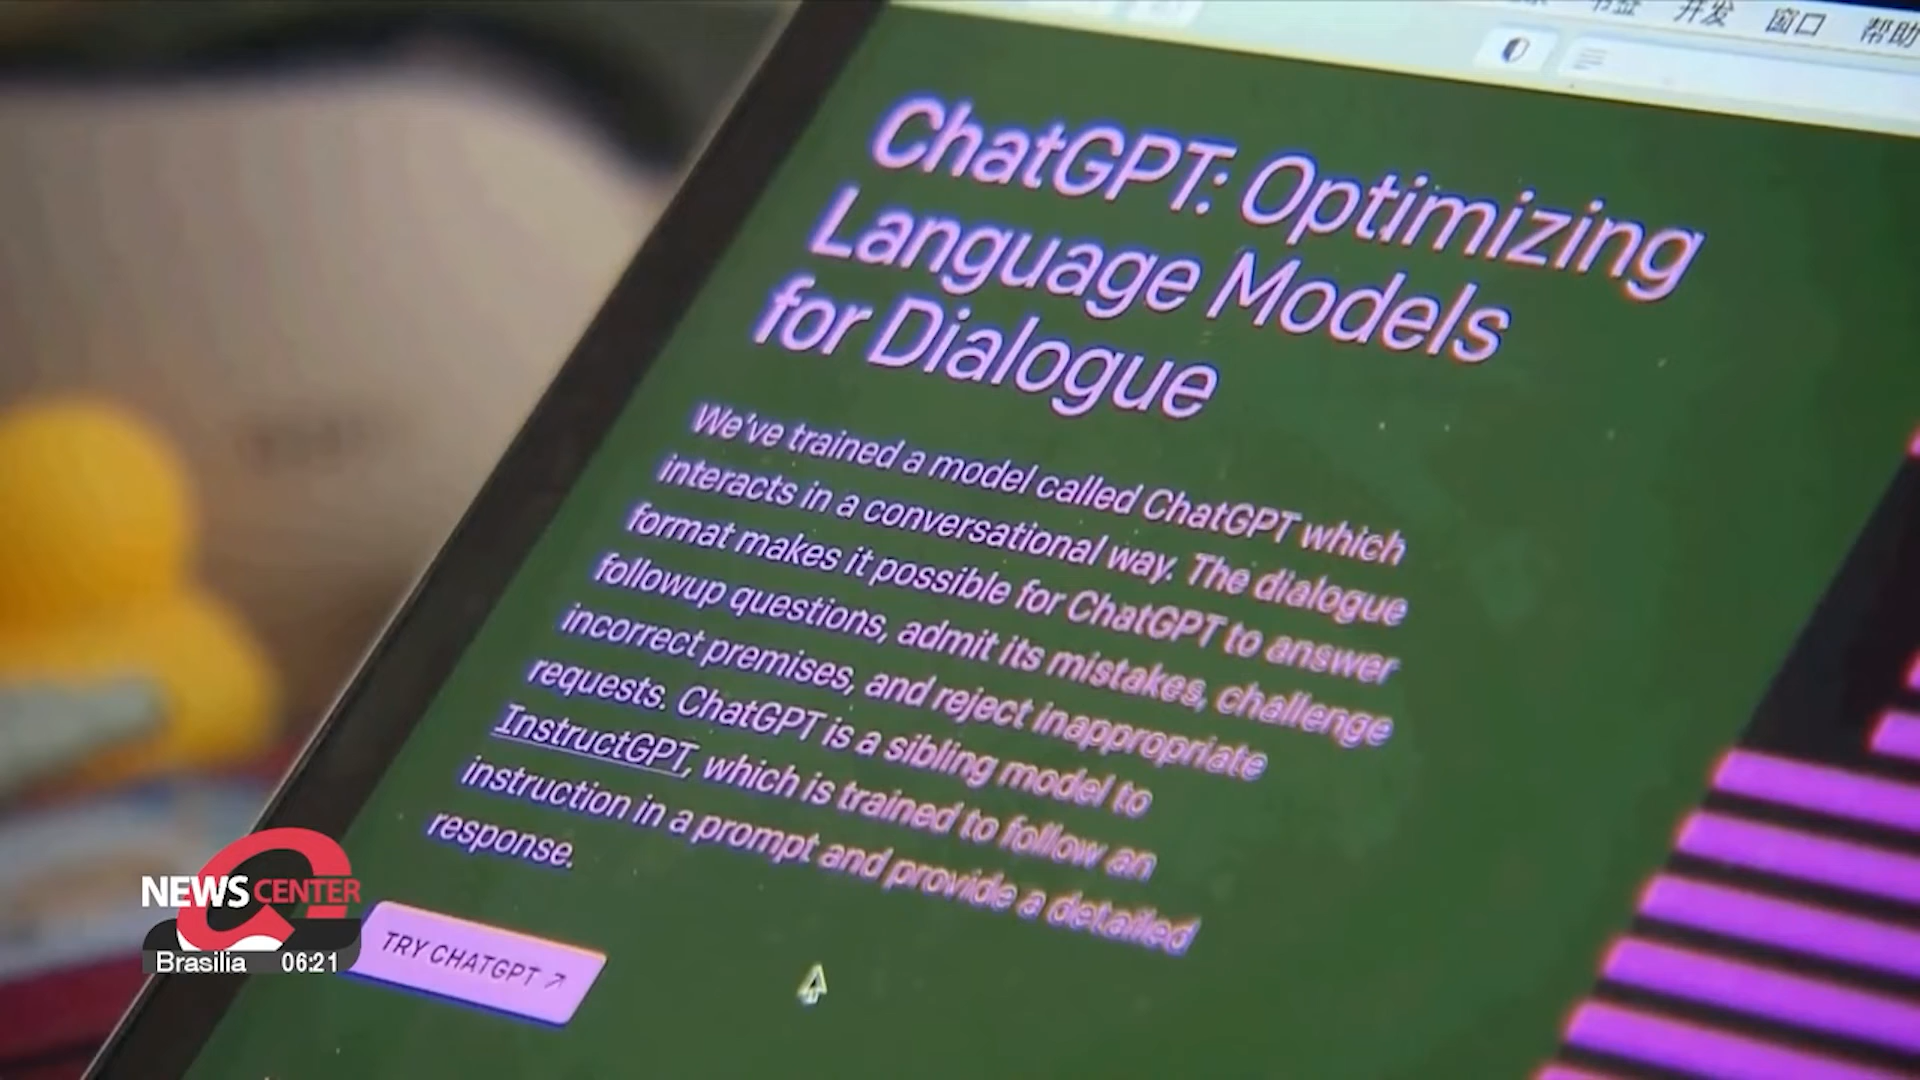 开发 窗口 帮助
ChatGPT: Optimizing
Language Models
for Dialogue
We've trained a model called ChatGPT which
interacts in a conversational way. The dialogue
format makes it possible for ChatGPT to answer
followup questions, admit its mistakes, challenge
incorrect premises, and reject inappropriate
requests. ChatGPT is a sibling model to
InstructGPT, which is trained to follow an
instruction in a prompt and provide a detailed
response.
TRY CHATGPT ↗
NEWS CENTER
Brasilia 06:21